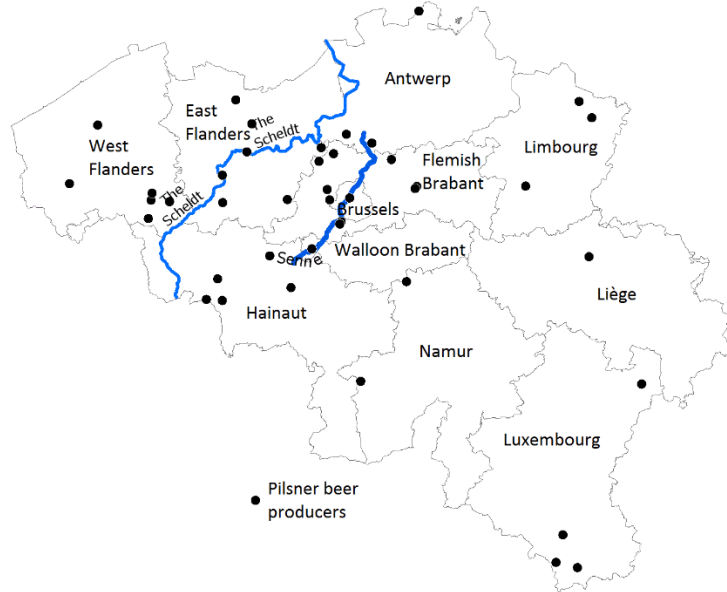 Antwerp
East
Flanders
The
Scheldt
West
Flanders
The
Scheldt
Limbourg
Flemish
Brabant
Brussels
Walloon Brabant
Senne
Hainaut
Liège
Namur
Luxembourg
Pilsner beer
producers